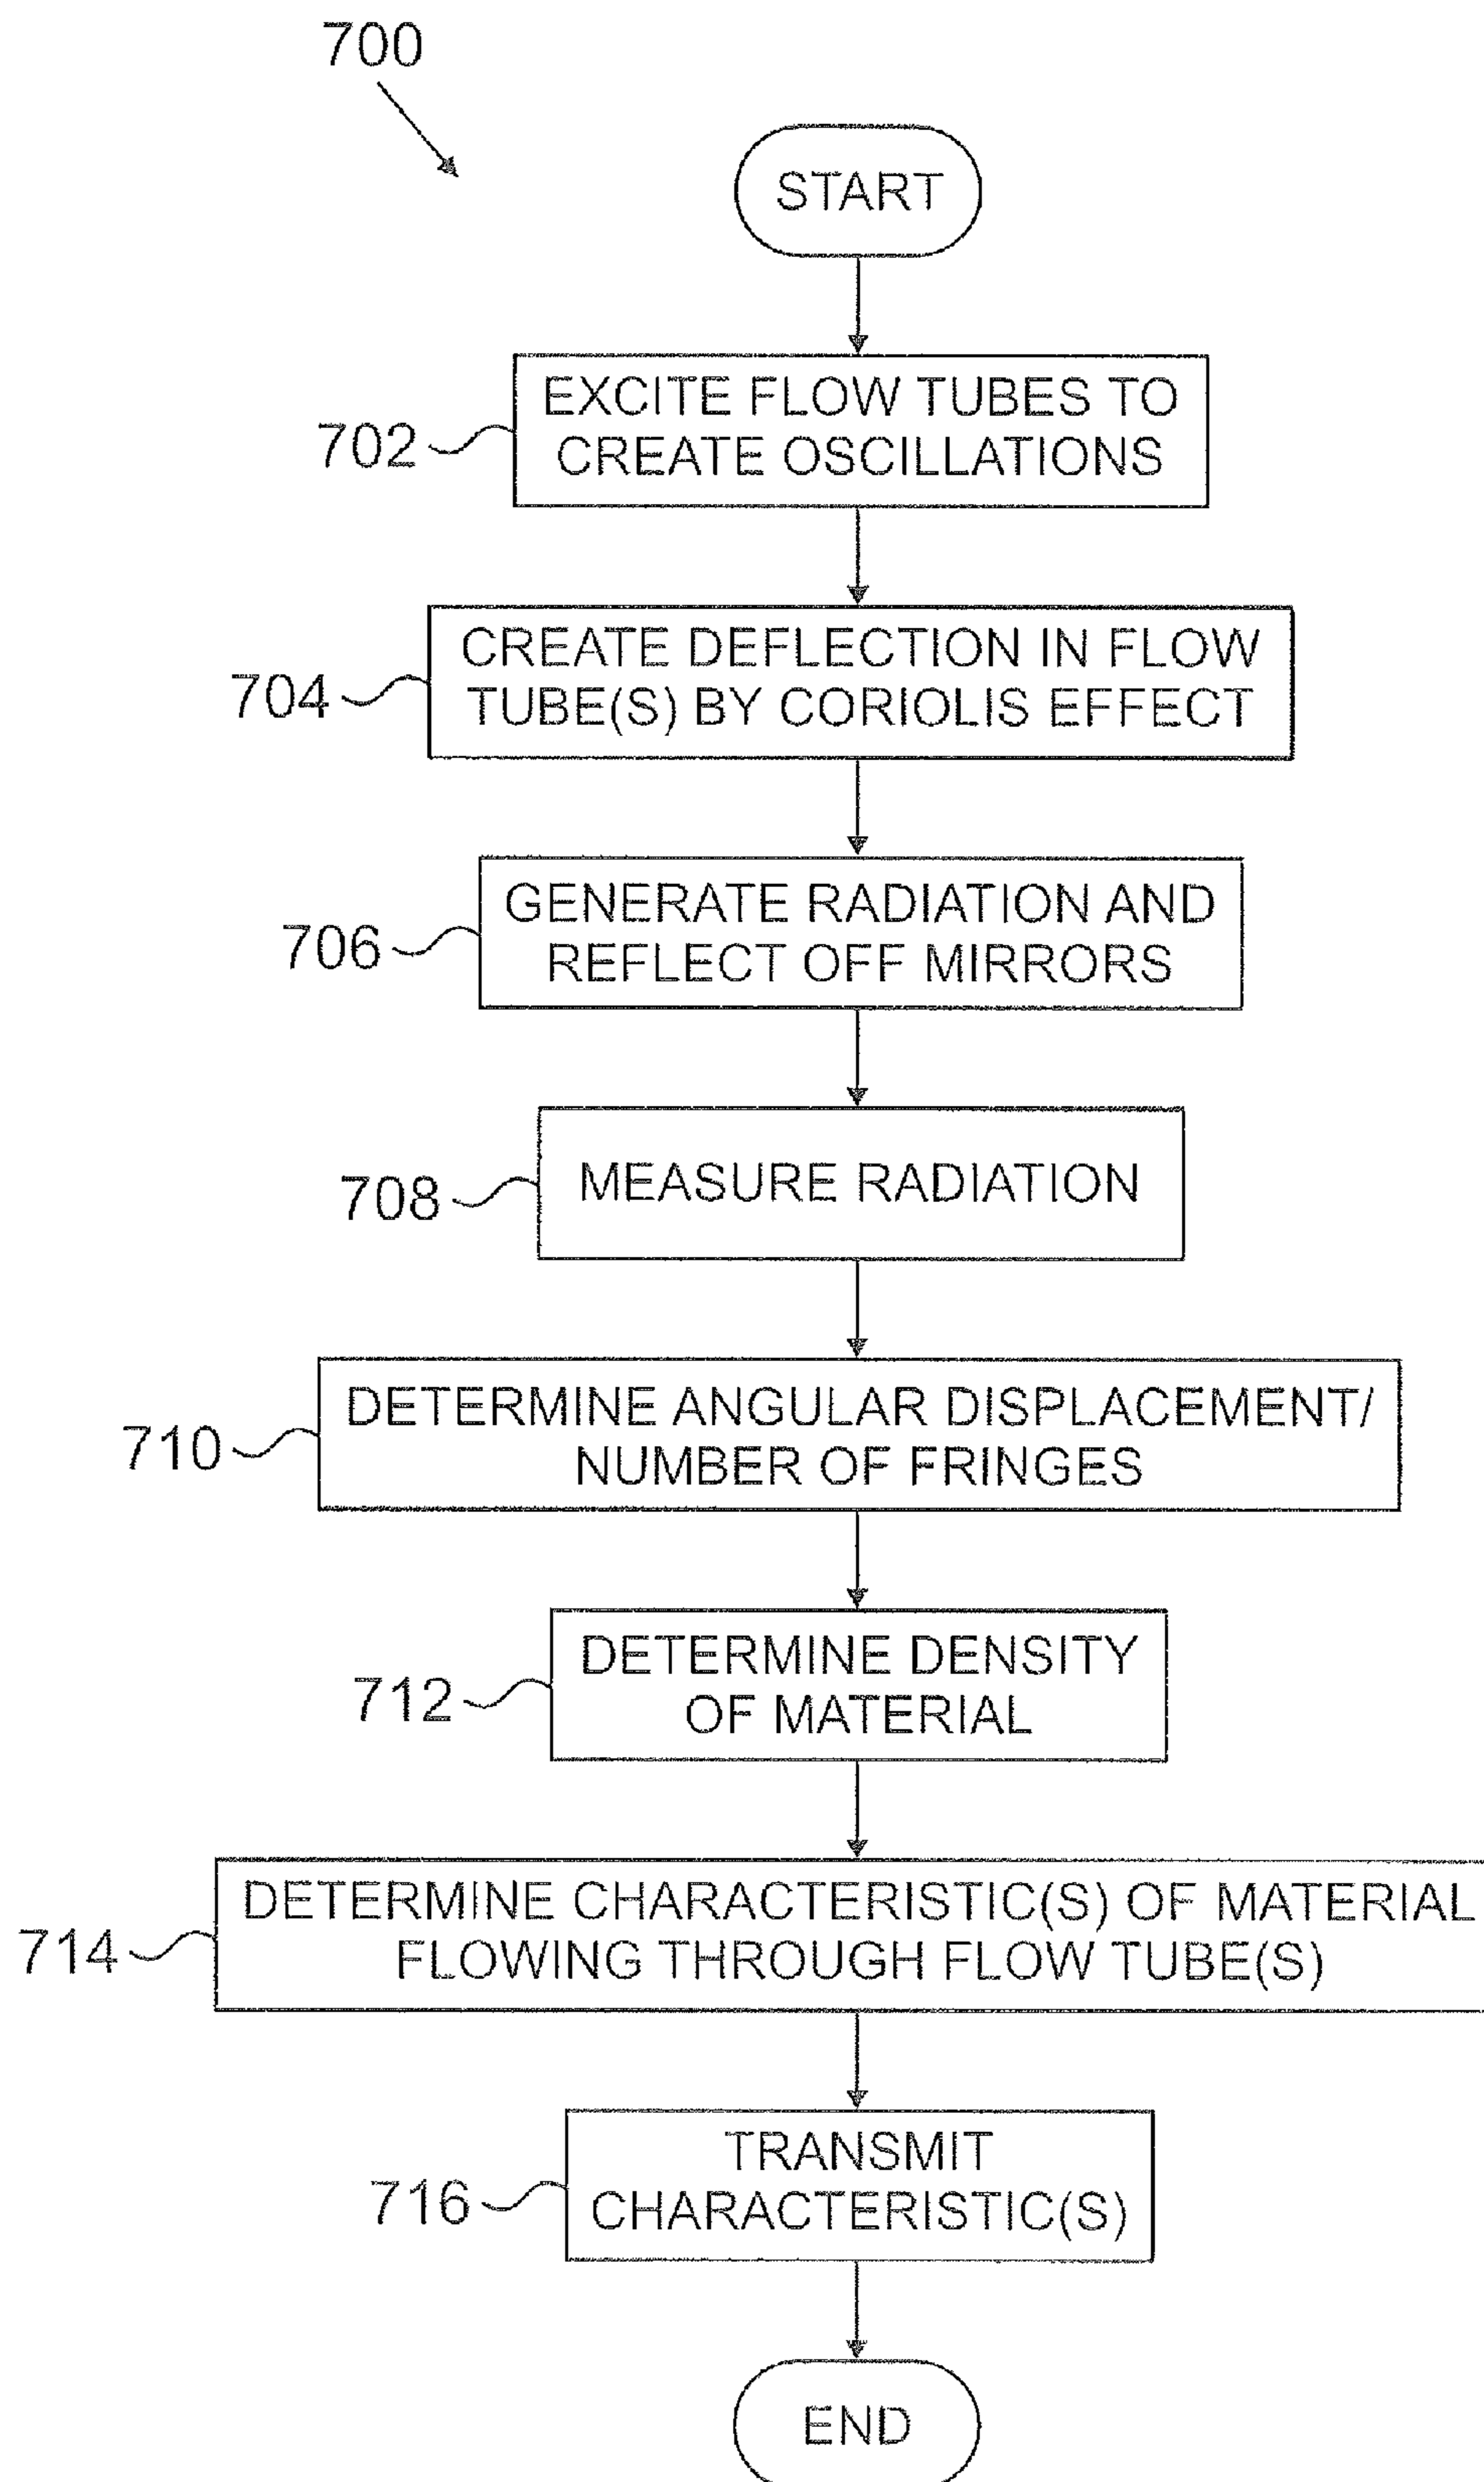 700
START
702
EXCITE FLOW TUBES TO
CREATE OSCILLATIONS
704
CREATE DEFLECTION IN FLOW
TUBE(S) BY CORIOLIS EFFECT
706
GENERATE RADIATION AND
REFLECT OFF MIRRORS
708
MEASURE RADIATION
710
DETERMINE ANGULAR DISPLACEMENT/
NUMBER OF FRINGES
712
DETERMINE DENSITY
OF MATERIAL
714
DETERMINE CHARACTERISTIC(S) OF MATERIAL
FLOWING THROUGH FLOW TUBE(S)
716
TRANSMIT
CHARACTERISTIC(S)
END